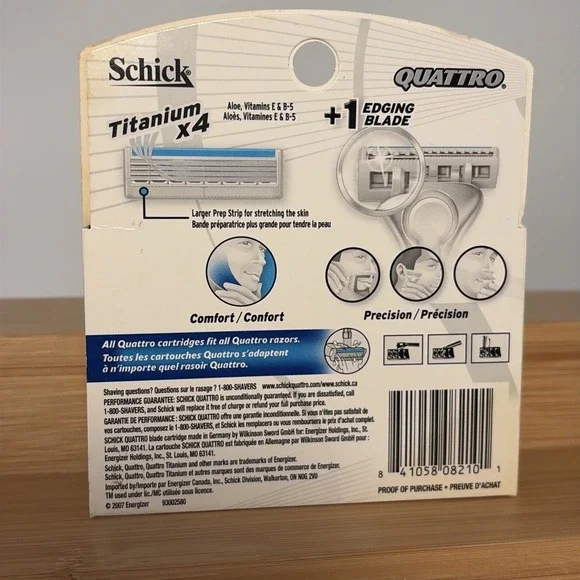 Schick®
QUATTRO®
Titanium x4
Aloe, Vitamins E & B-5
Aloès, Vitamines E & B-5
+1 EDGING BLADE
Larger Prep Strip for stretching the skin
Bande préparatrice plus grande pour tendre la peau
Comfort / Confort
Precision / Précision
All Quattro cartridges fit all Quattro razors.
Toutes les cartouches Quattro s'adaptent
à n'importe quel rasoir Quattro.
Shaving questions? Questions sur le rasage ? 1-800-SHAVERS www.schickquattro.com/www.schick.ca
PERFORMANCE GUARANTEE: SCHICK QUATTRO is unconditionally guaranteed. If you are dissatisfied, call
1-800-SHAVERS, and Schick will replace it free of charge or refund your full purchase price.
GARANTIE DE PERFORMANCE : SCHICK QUATTRO offre une garantie inconditionnelle. Si vous n'êtes pas satisfait de
vos cartouches, composez le 1-800-SHAVERS, et Schick les remplacera ou vous remboursera le prix d'achat.
SCHICK QUATTRO blade cartridge made in Germany by Wilkinson Sword GmbH for: Energizer Holdings, Inc., St.
Louis, MO 63141. La cartouche SCHICK QUATTRO est fabriquée en Allemagne par Wilkinson Sword GmbH pour :
Energizer Holdings, Inc., St. Louis, MO 63141.
Schick, Quattro, Quattro Titanium and other marks are trademarks of Energizer.
Schick, Quattro, Quattro Titanium et autres marques sont des marques de commerce de Energizer.
Imported/Importé par Energizer Canada, Inc., Schick Division, Walkerton, ON N0G 2V0
TM used under lic./MC utilisée sous licence.
© 2007 Energizer 93002580
8 41058 08210 1
PROOF OF PURCHASE • PREUVE D'ACHAT